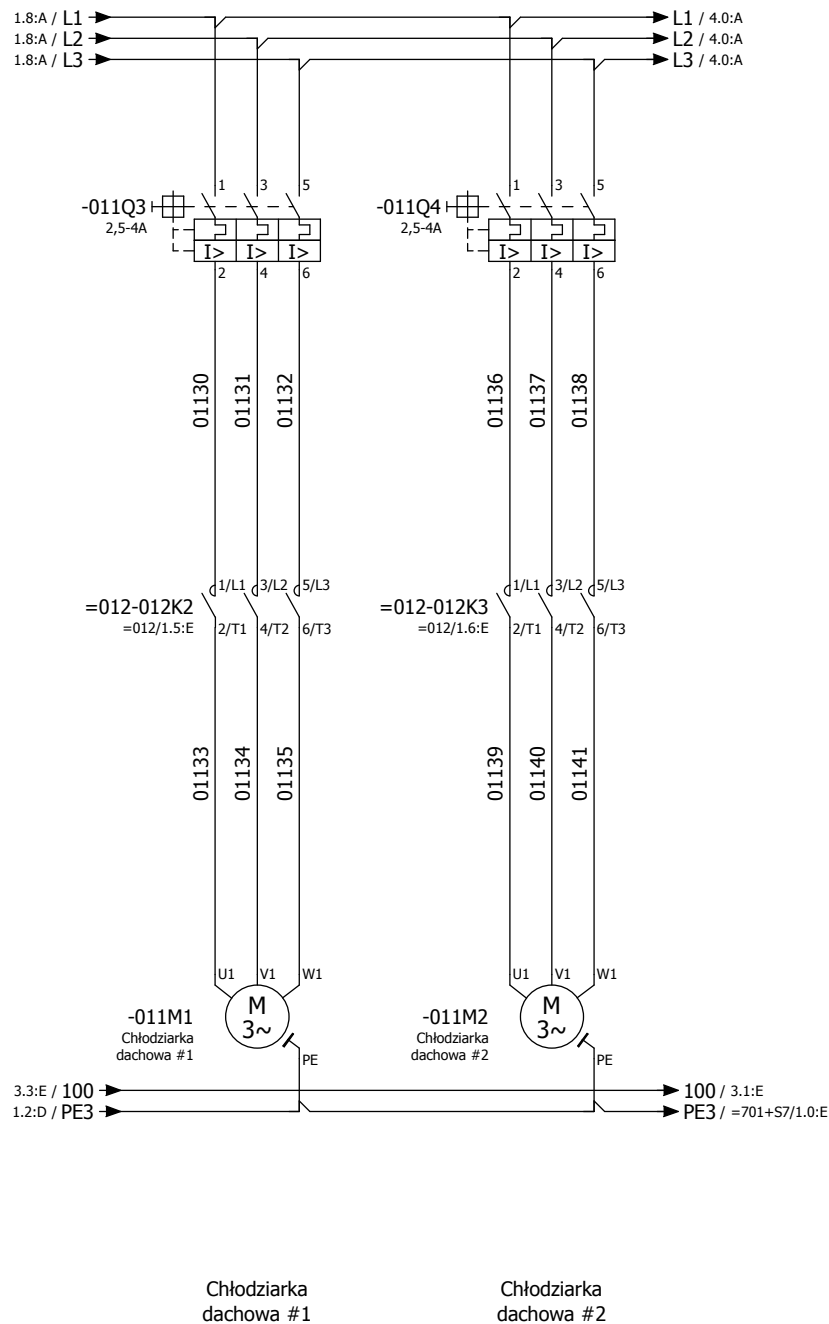 1.8:A / L1
L1 / 4.0:A
1.8:A / L2
L2 / 4.0:A
1.8:A / L3
L3 / 4.0:A
1 3 5
1 3 5
-011Q3
-011Q4
2,5-4A
2,5-4A
I> I> I>
I> I> I>
2 4 6
2 4 6
01130
01131
01132
01136
01137
01138
1/L1 3/L2 5/L3
1/L1 3/L2 5/L3
=012-012K2
=012-012K3
=012/1.5:E
=012/1.6:E
2/T1 4/T2 6/T3
2/T1 4/T2 6/T3
01133
01134
01135
01139
01140
01141
U1 V1 W1
U1 V1 W1
-011M1
M
3~
-011M2
M
3~
Chłodziarka
dachowa #1
Chłodziarka
dachowa #2
PE
PE
3.3:E / 100
100 / 3.1:E
1.2:D / PE3
PE3 / =701+S7/1.0:E
Chłodziarka
dachowa #1
Chłodziarka
dachowa #2